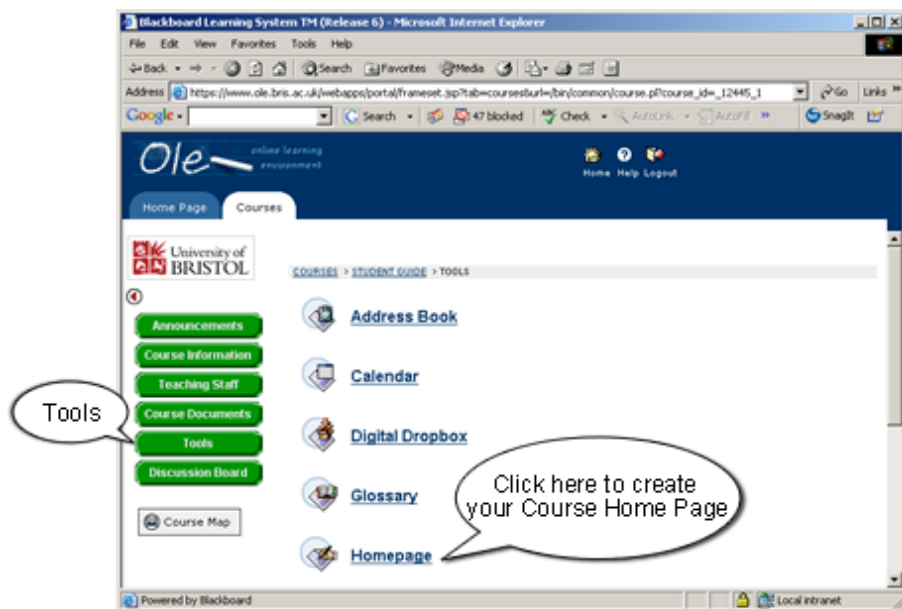 Blackboard Learning System TM (Release 6) - Microsoft Internet Explorer
File Edit View Favorites Tools Help
Back Search Favorites Media
Address https://www.ole.bris.ac.uk/webapps/portal/frameset.jsp?tab=courses&url=/bin/common/course.pl?course_id=_12445_1 Go Links »
Google Search 47 blocked Check AutoLink AutoFill » SnagIt
Ole online learning
environment
Home Help Logout
Home Page Courses
University of
BRISTOL
COURSES > STUDENT GUIDE > TOOLS
Announcements
Course Information
Teaching Staff
Course Documents
Tools
Discussion Board
Course Map
Tools
Address Book
Calendar
Digital Dropbox
Glossary
Homepage
Click here to create
your Course Home Page
Powered by Blackboard Local intranet